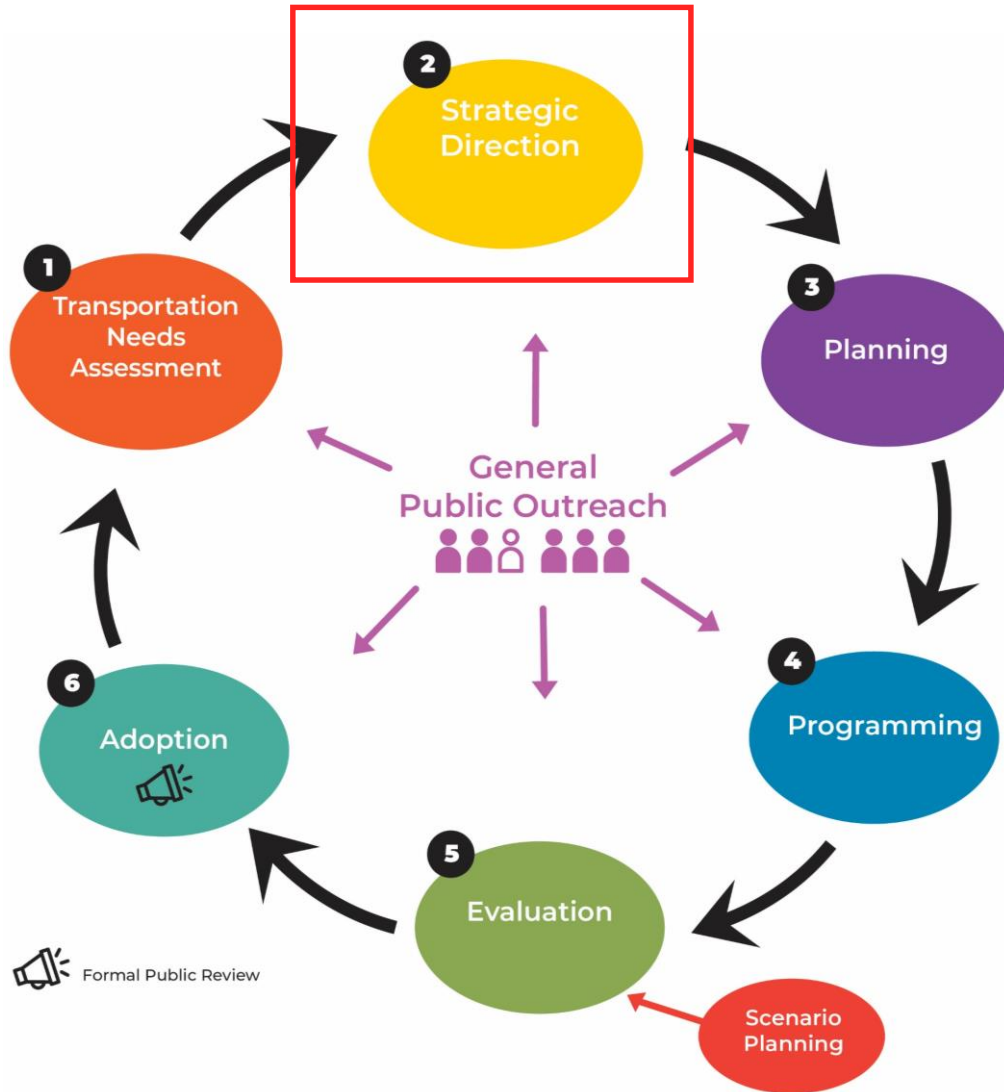 2
Strategic
Direction
1
Transportation
Needs
Assessment
3
Planning
General
Public Outreach
4
Programming
6
Adoption
5
Evaluation
Formal Public Review
Scenario
Planning